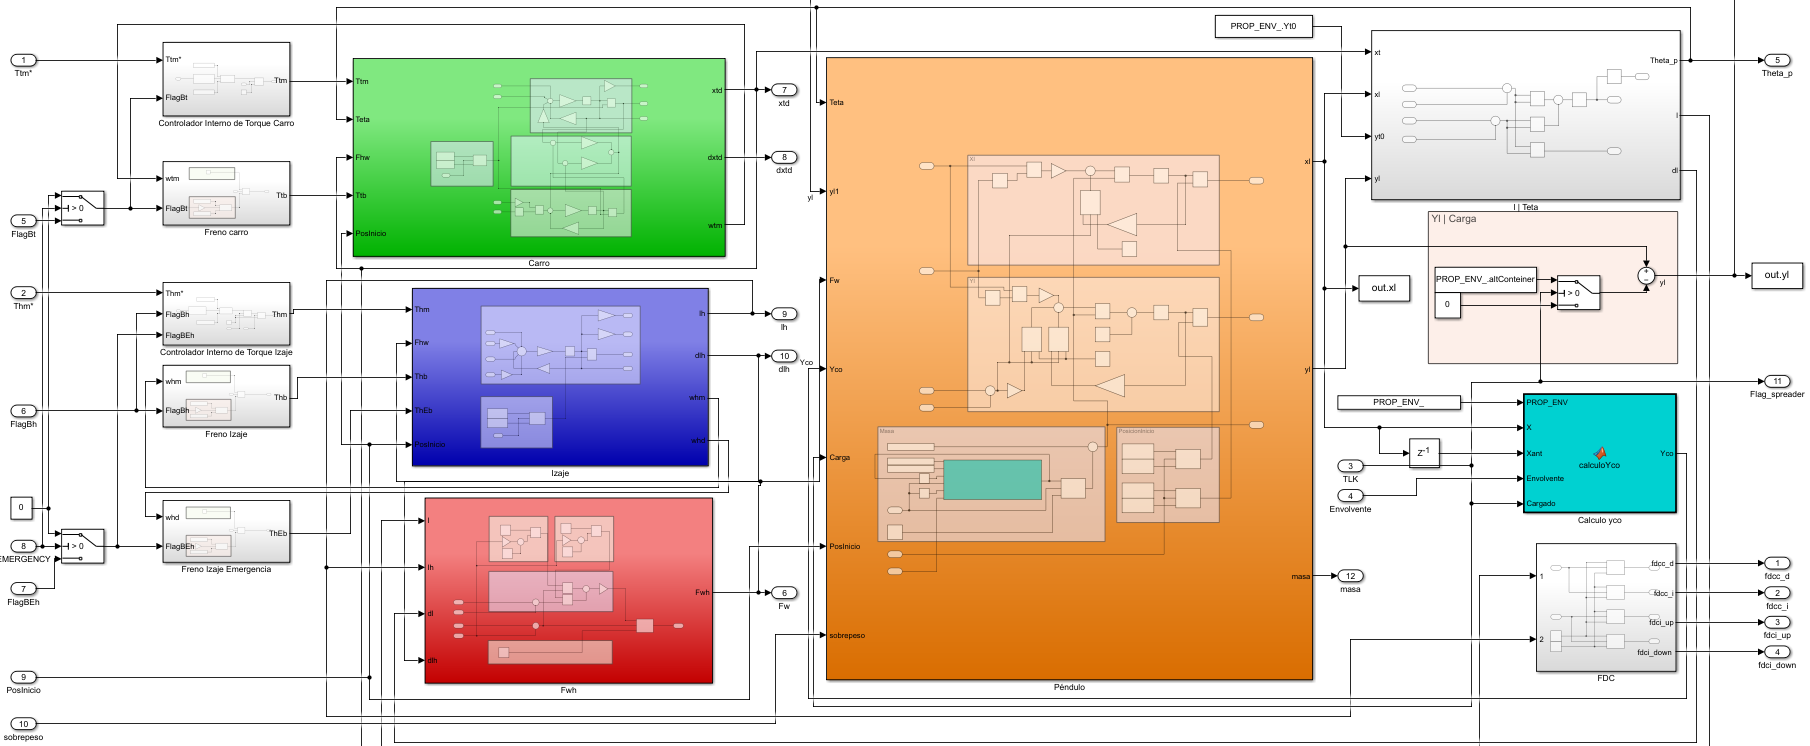 1
Ttm*
Ttm*
FlagBt
Ttm
Controlador Interno de Torque Carro
wtm
FlagBt
Ttb
Freno carro
> 0
5
FlagBt
2
Thm*
Thm*
FlagBh
FlagBEh
Thm
Controlador Interno de Torque Izaje
whm
FlagBh
Thb
Freno Izaje
6
FlagBh
0
8
EMERGENCY
> 0
7
FlagBEh
whd
FlagBEh
ThEb
Freno Izaje Emergencia
9
PosInicio
10
sobrepeso
Ttm
Teta
Fhw
Ttb
PosInicio
xtd
dxtd
wtm
Carro
7
xtd
8
dxtd
Thm
Fhw
Thb
ThEb
PosInicio
lh
dlh
whm
whd
Izaje
9
lh
10
dlh
l
lh
dl
dlh
Fwh
Fwh
6
Fw
yl
Yco
Teta
yl1
Fw
Yco
Carga
PosInicio
sobrepeso
xl
yl
masa
Xl
Yl
Masa
PosicionInicio
Péndulo
12
masa
PROP_ENV_.Yt0
xt
xl
yt0
yl
Theta_p
l
dl
l | Teta
5
Theta_p
out.xl
Yl | Carga
PROP_ENV_.altConteiner
0
> 0
yl
out.yl
11
Flag_spreader
PROP_ENV_
z-1
3
TLK
4
Envolvente
PROP_ENV
X
Xant
Envolvente
Cargado
calculoYco
Yco
Calculo yco
1
2
fdcc_d
fdcc_i
fdci_up
fdci_down
FDC
1
fdcc_d
2
fdcc_i
3
fdci_up
4
fdci_down